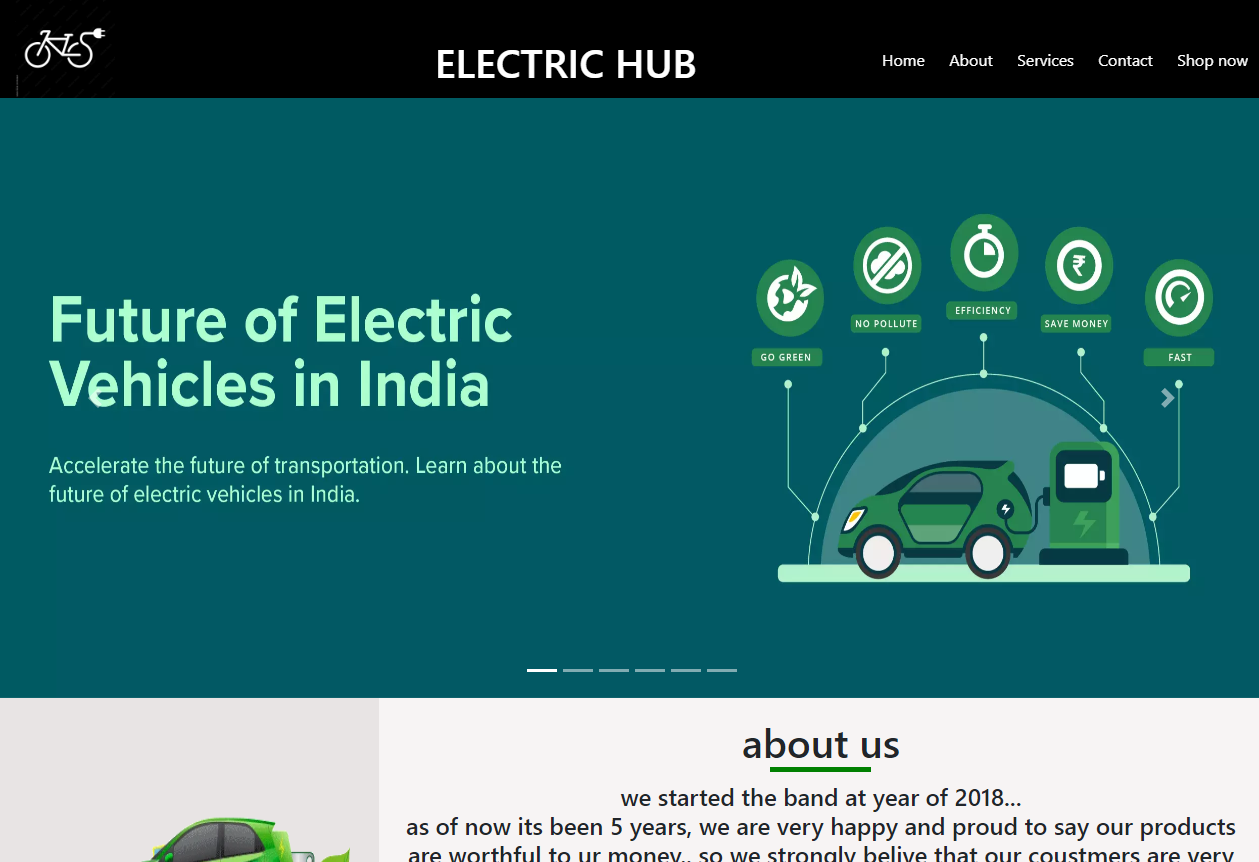 ELECTRIC HUB
Home About Services Contact Shop now
Future of Electric
Vehicles in India
Accelerate the future of transportation. Learn about the
future of electric vehicles in India.
GO GREEN
NO POLLUTE
EFFICIENCY
₹
SAVE MONEY
FAST
about us
we started the band at year of 2018...
as of now its been 5 years, we are very happy and proud to say our products
are worthful to ur money.. so we strongly belive that our coustmers are very